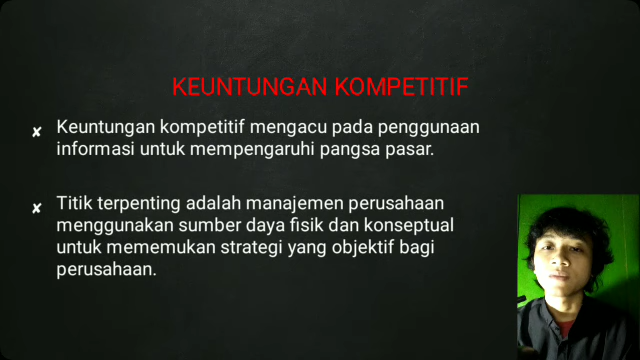 KEUNTUNGAN KOMPETITIF
Keuntungan kompetitif mengacu pada penggunaan
informasi untuk mempengaruhi pangsa pasar.
Titik terpenting adalah manajemen perusahaan
menggunakan sumber daya fisik dan konseptual
untuk mememukan strategi yang objektif bagi
perusahaan.